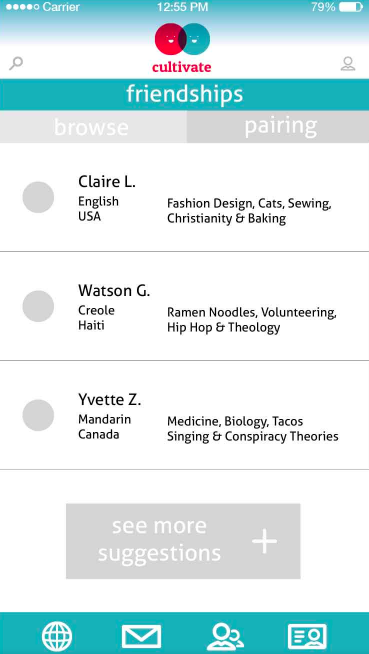 Carrier 12:55 PM 79%
cultivate
friendships
browse pairing
Claire L.
English
USA
Fashion Design, Cats, Sewing,
Christianity & Baking
Watson G.
Creole
Haiti
Ramen Noodles, Volunteering,
Hip Hop & Theology
Yvette Z.
Mandarin
Canada
Medicine, Biology, Tacos
Singing & Conspiracy Theories
see more
suggestions +